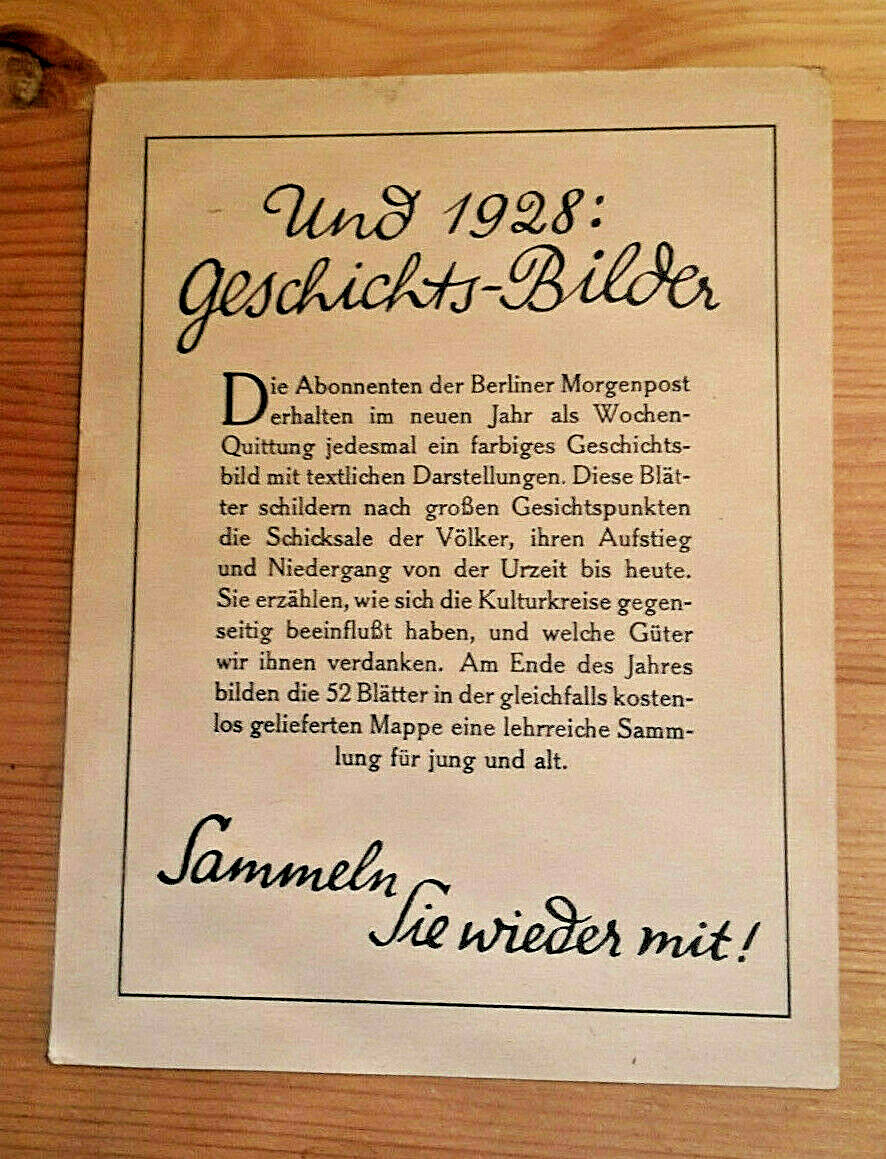 Und 1928:
Geschichts-Bilder
Die Abonnenten der Berliner Morgenpost
erhalten im neuen Jahr als Wochen-
Quittung jedesmal ein farbiges Geschichts-
bild mit textlichen Darstellungen. Diese Blät-
ter schildern nach großen Gesichtspunkten
die Schicksale der Völker, ihren Aufstieg
und Niedergang von der Urzeit bis heute.
Sie erzählen, wie sich die Kulturkreise gegen-
seitig beeinflußt haben, und welche Güter
wir ihnen verdanken. Am Ende des Jahres
bilden die 52 Blätter in der gleichfalls kosten-
los gelieferten Mappe eine lehrreiche Samm-
lung für jung und alt.
Sammeln
Sie wieder mit!